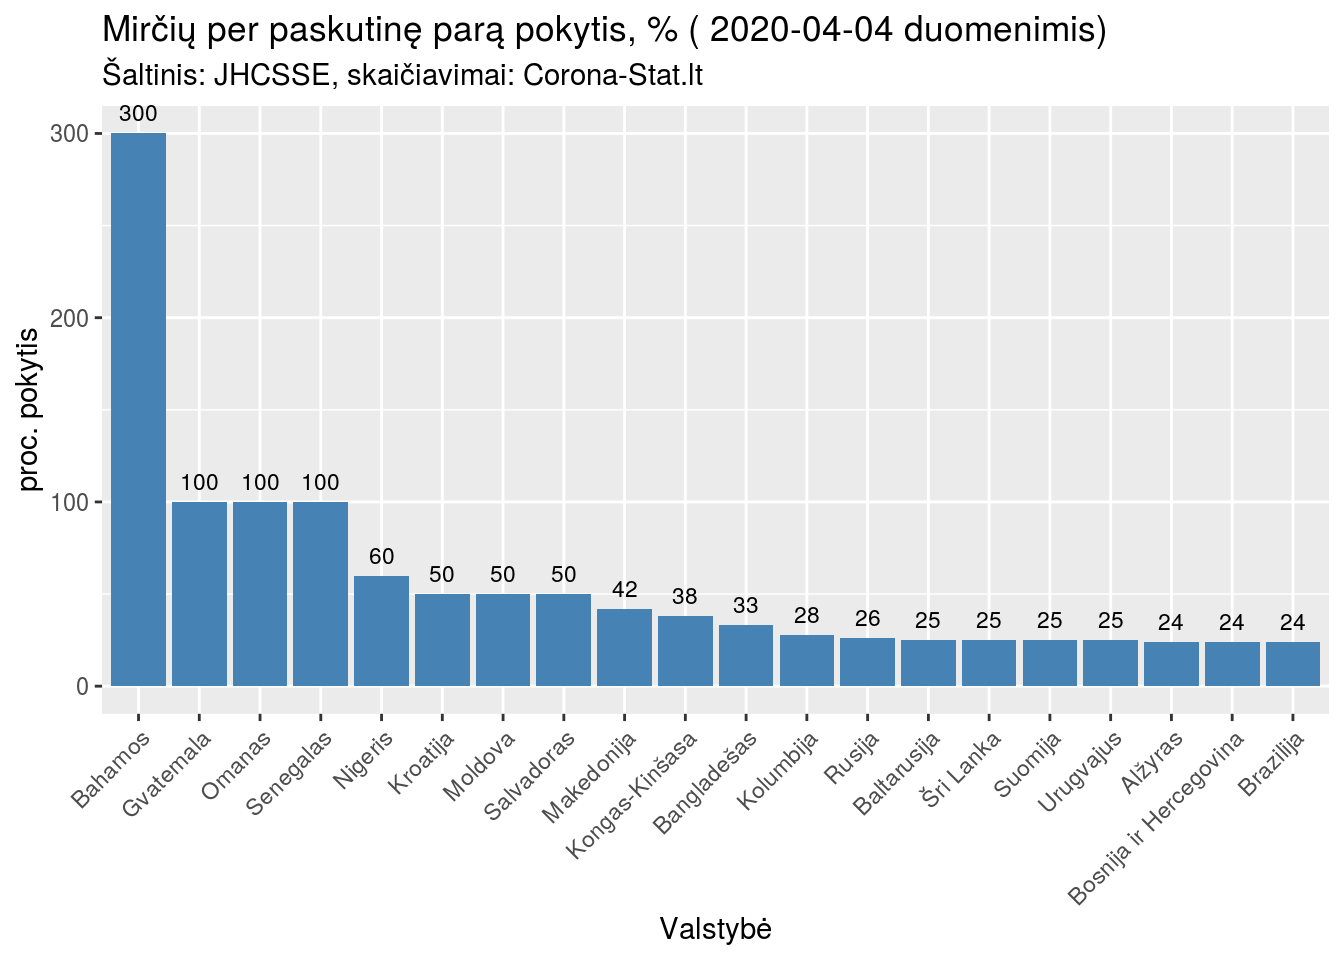 Mirčių per paskutinę parą pokytis, % ( 2020-04-04 duomenimis)
Šaltinis: JHCSSE, skaičiavimai: Corona-Stat.lt
proc. pokytis
300
200
100
0
300
100
100
100
60
50
50
50
42
38
33
28
26
25
25
25
25
24
24
24
Bahamos
Gvatemala
Omanas
Senegalas
Nigeris
Kroatija
Moldova
Salvadoras
Makedonija
Kongas-Kinšasa
Bangladešas
Kolumbija
Rusija
Baltarusija
Šri Lanka
Suomija
Urugvajus
Alžyras
Bosnija ir Hercegovina
Brazilija
Valstybė